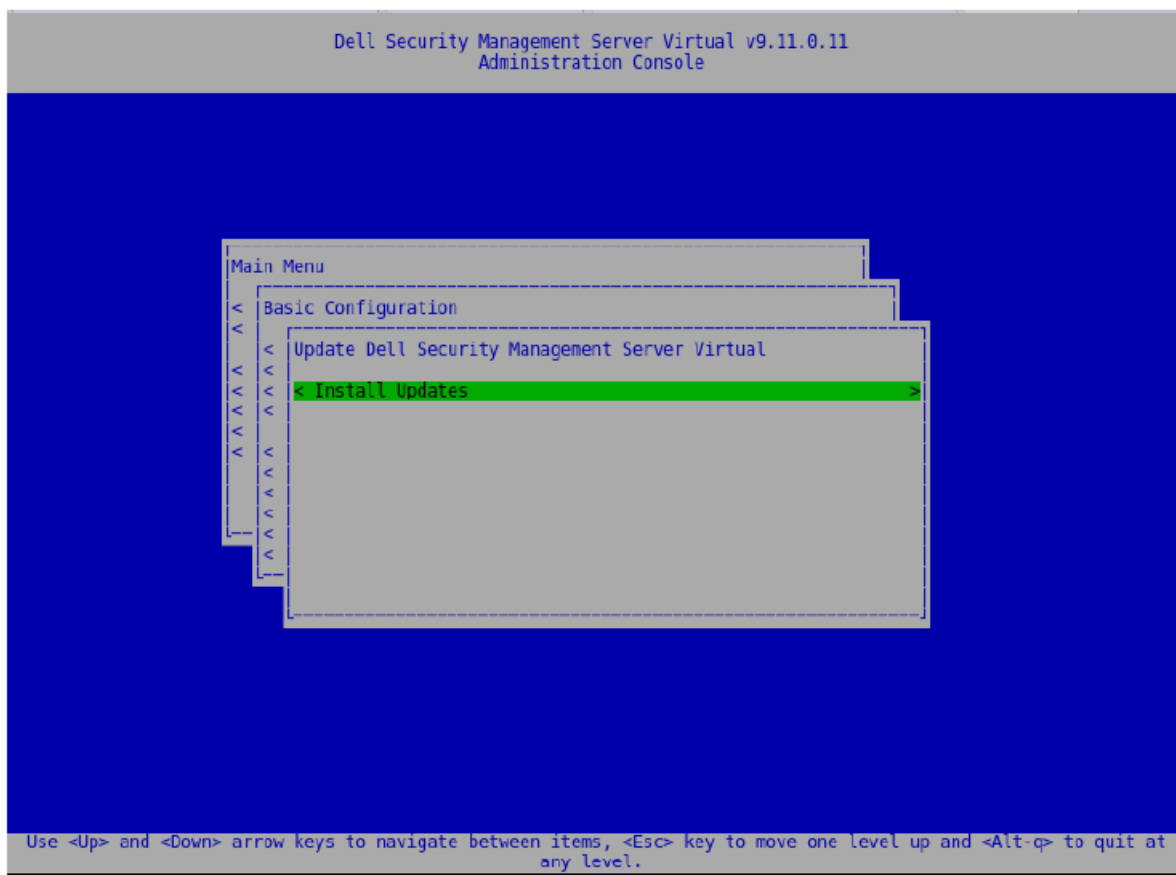 Dell Security Management Server Virtual v9.11.0.11
Administration Console
Main Menu
< Basic Configuration
<
< Update Dell Security Management Server Virtual
< <
< < < Install Updates >
< <
<
< <
<
<
<
<
<
Use <Up> and <Down> arrow keys to navigate between items, <Esc> key to move one level up and <Alt-q> to quit at
any level.